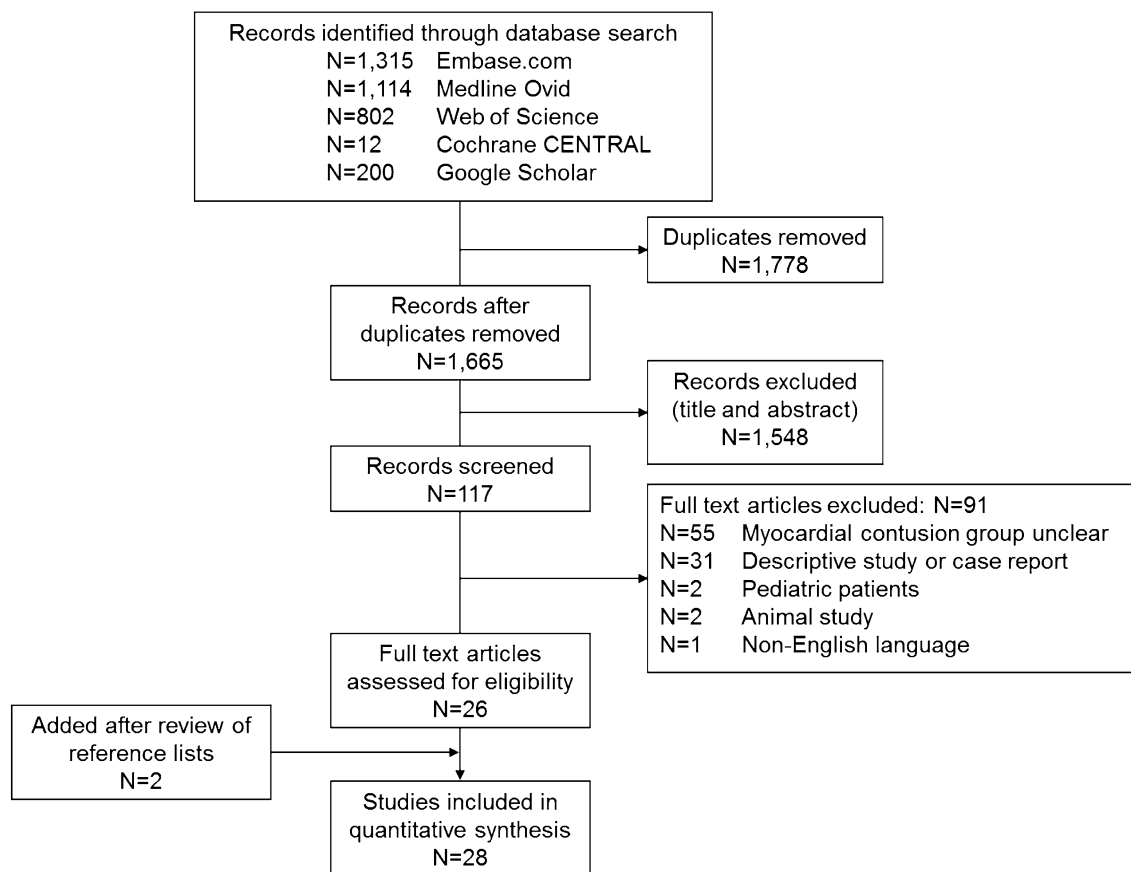 Records identified through database search
N=1,315 Embase.com
N=1,114 Medline Ovid
N=802 Web of Science
N=12 Cochrane CENTRAL
N=200 Google Scholar
Duplicates removed
N=1,778
Records after
duplicates removed
N=1,665
Records excluded
(title and abstract)
N=1,548
Records screened
N=117
Full text articles excluded: N=91
N=55 Myocardial contusion group unclear
N=31 Descriptive study or case report
N=2 Pediatric patients
N=2 Animal study
N=1 Non-English language
Full text articles
assessed for eligibility
N=26
Added after review of
reference lists
N=2
Studies included in
quantitative synthesis
N=28